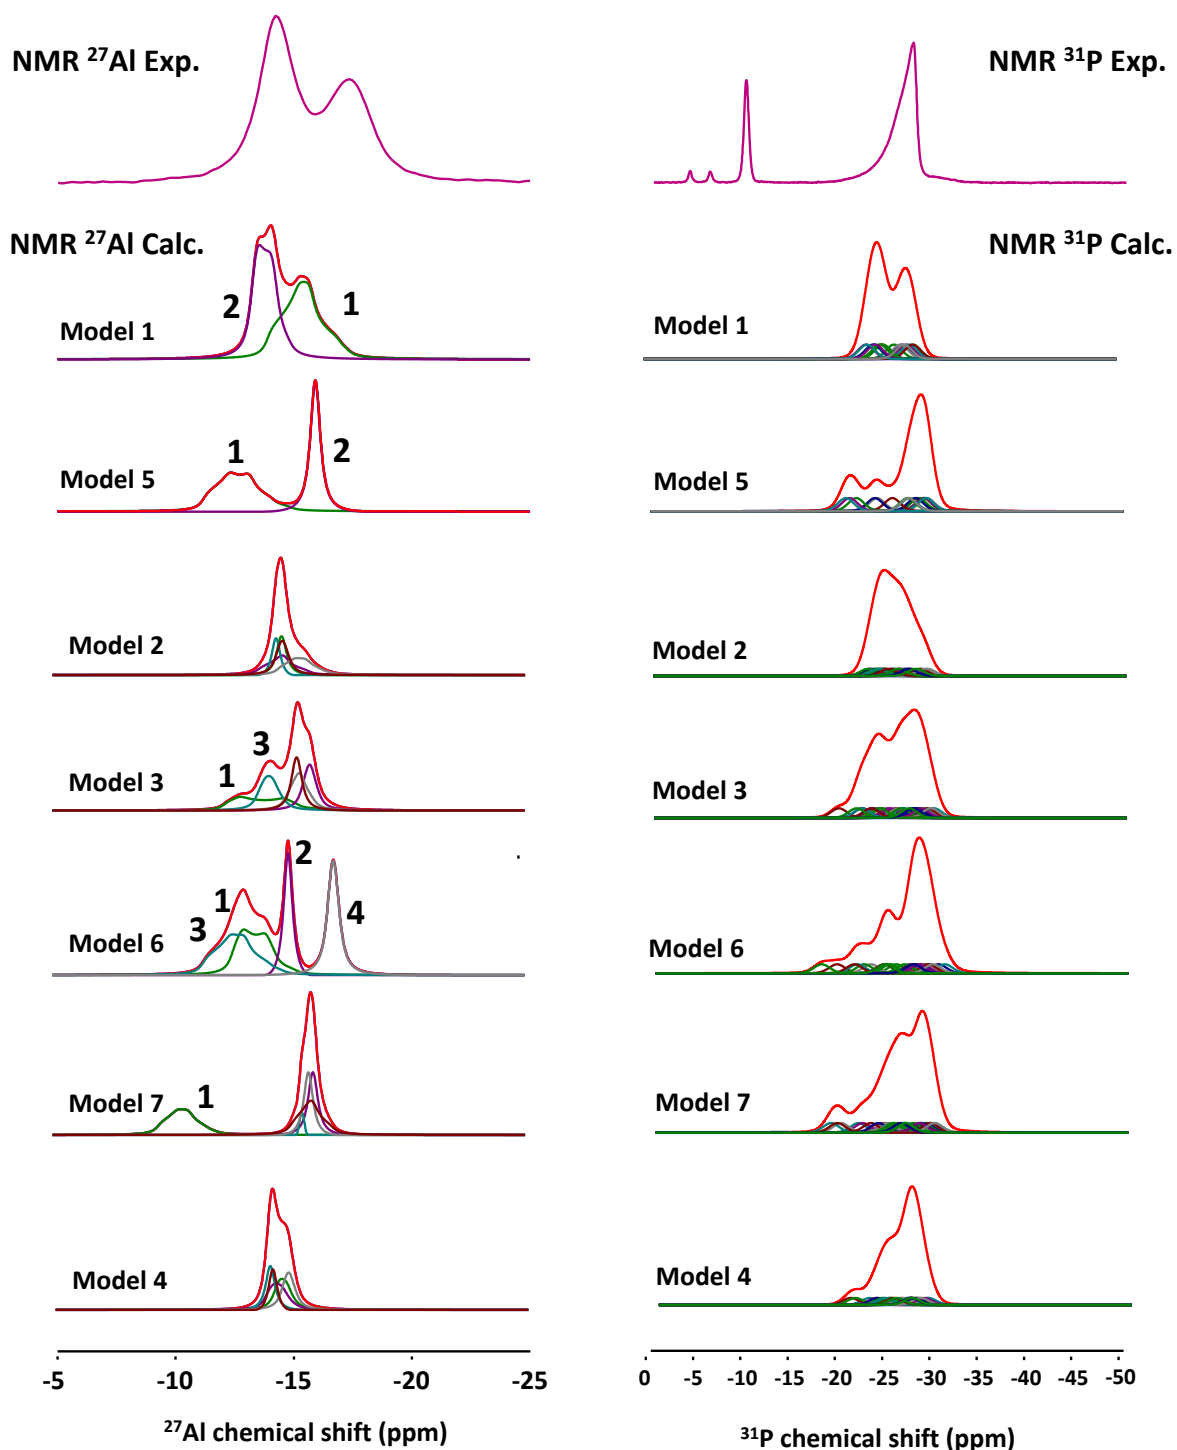 NMR ²⁷Al Exp.
NMR ³¹P Exp.
NMR ²⁷Al Calc.
NMR ³¹P Calc.
2
1
Model 1
Model 1
1
2
Model 5
Model 5
Model 2
Model 2
1
3
Model 3
Model 3
3
1
2
4
Model 6
Model 6
1
Model 7
Model 7
Model 4
Model 4
-5 -10 -15 -20 -25
0 -5 -10 -15 -20 -25 -30 -35 -40 -45 -50
²⁷Al chemical shift (ppm)
³¹P chemical shift (ppm)